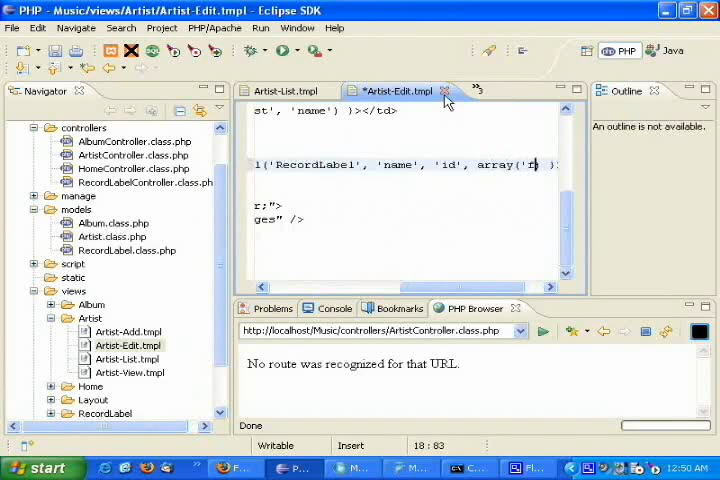 PHP - Music/views/Artist/Artist-Edit.tmpl - Eclipse SDK
File Edit Navigate Search Project PHP/Apache Run Window Help
PHP Java
Navigator
controllers
AlbumController.class.php
ArtistController.class.php
HomeController.class.php
RecordLabelController.class.php
manage
models
Album.class.php
Artist.class.php
RecordLabel.class.php
script
static
views
Album
Artist
Artist-Add.tmpl
Artist-Edit.tmpl
Artist-List.tmpl
Artist-View.tmpl
Home
Layout
RecordLabel
Artist-List.tmpl *Artist-Edit.tmpl 3
st', 'name') )></td>
l('RecordLabel', 'name', 'id', array('f) )
r;">
ges" />
Outline
An outline is not available.
Problems Console Bookmarks PHP Browser
http://localhost/Music/controllers/ArtistController.class.php
No route was recognized for that URL.
Done
Writable Insert 18 : 83
start F... P... M... M... C... Fl... 12:50 AM